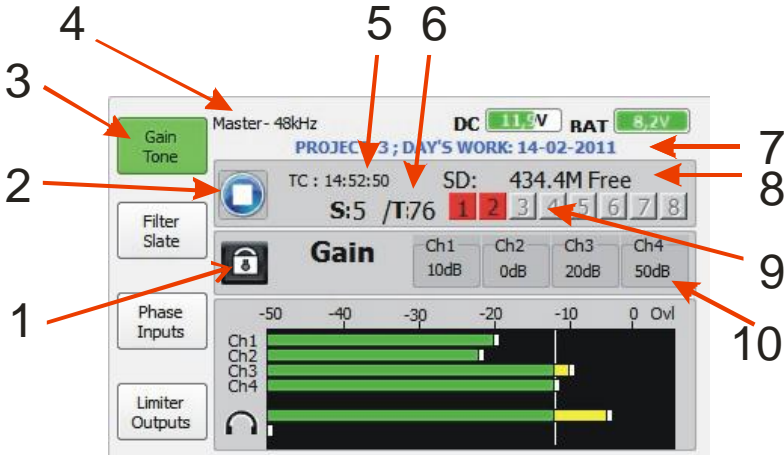 4
5 6
3
Gain
Tone
Master- 48kHz
DC 11,9V BAT 8,2V
PROJECT 3 ; DAY'S WORK: 14-02-2011
7
8
2
TC : 14:52:50
SD: 434.4M Free
S:5 /T:76
1 2 3 4 5 6 7 8
Filter
Slate
9
Gain
Ch1
10dB
Ch2
0dB
Ch3
20dB
Ch4
50dB
1
10
Phase
Inputs
-50 -40 -30 -20 -10 0 Ovl
Ch1
Ch2
Ch3
Ch4
Limiter
Outputs